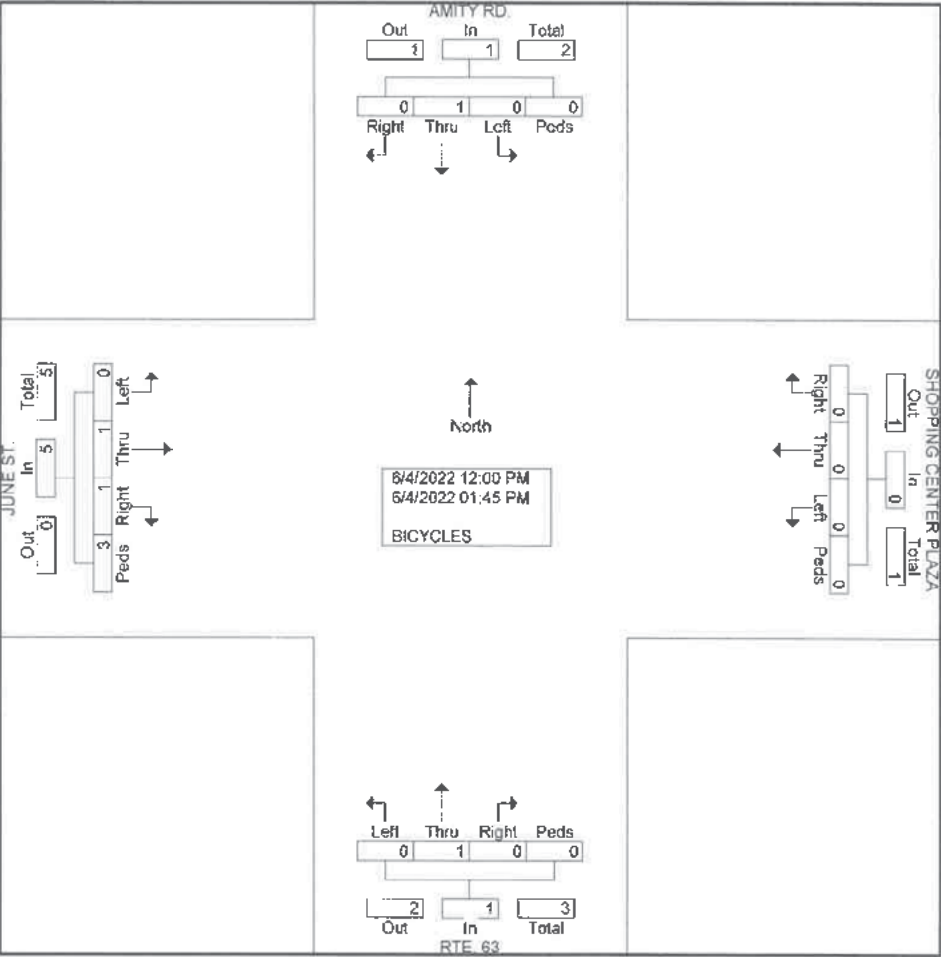 AMITY RD.
Out In Total
1 1 2
0 1 0 0
Right Thru Left Peds
JUNE ST.
Total In Out
5 5 0
0 1 1 3
Left Thru Right Peds
North
6/4/2022 12:00 PM
6/4/2022 01:45 PM
BICYCLES
Right Thru Left Peds
0 0 0 0
Out In Total
1 0 1
SHOPPING CENTER PLAZA
Left Thru Right Peds
0 1 0 0
2 1 3
Out In Total
RTE. 63